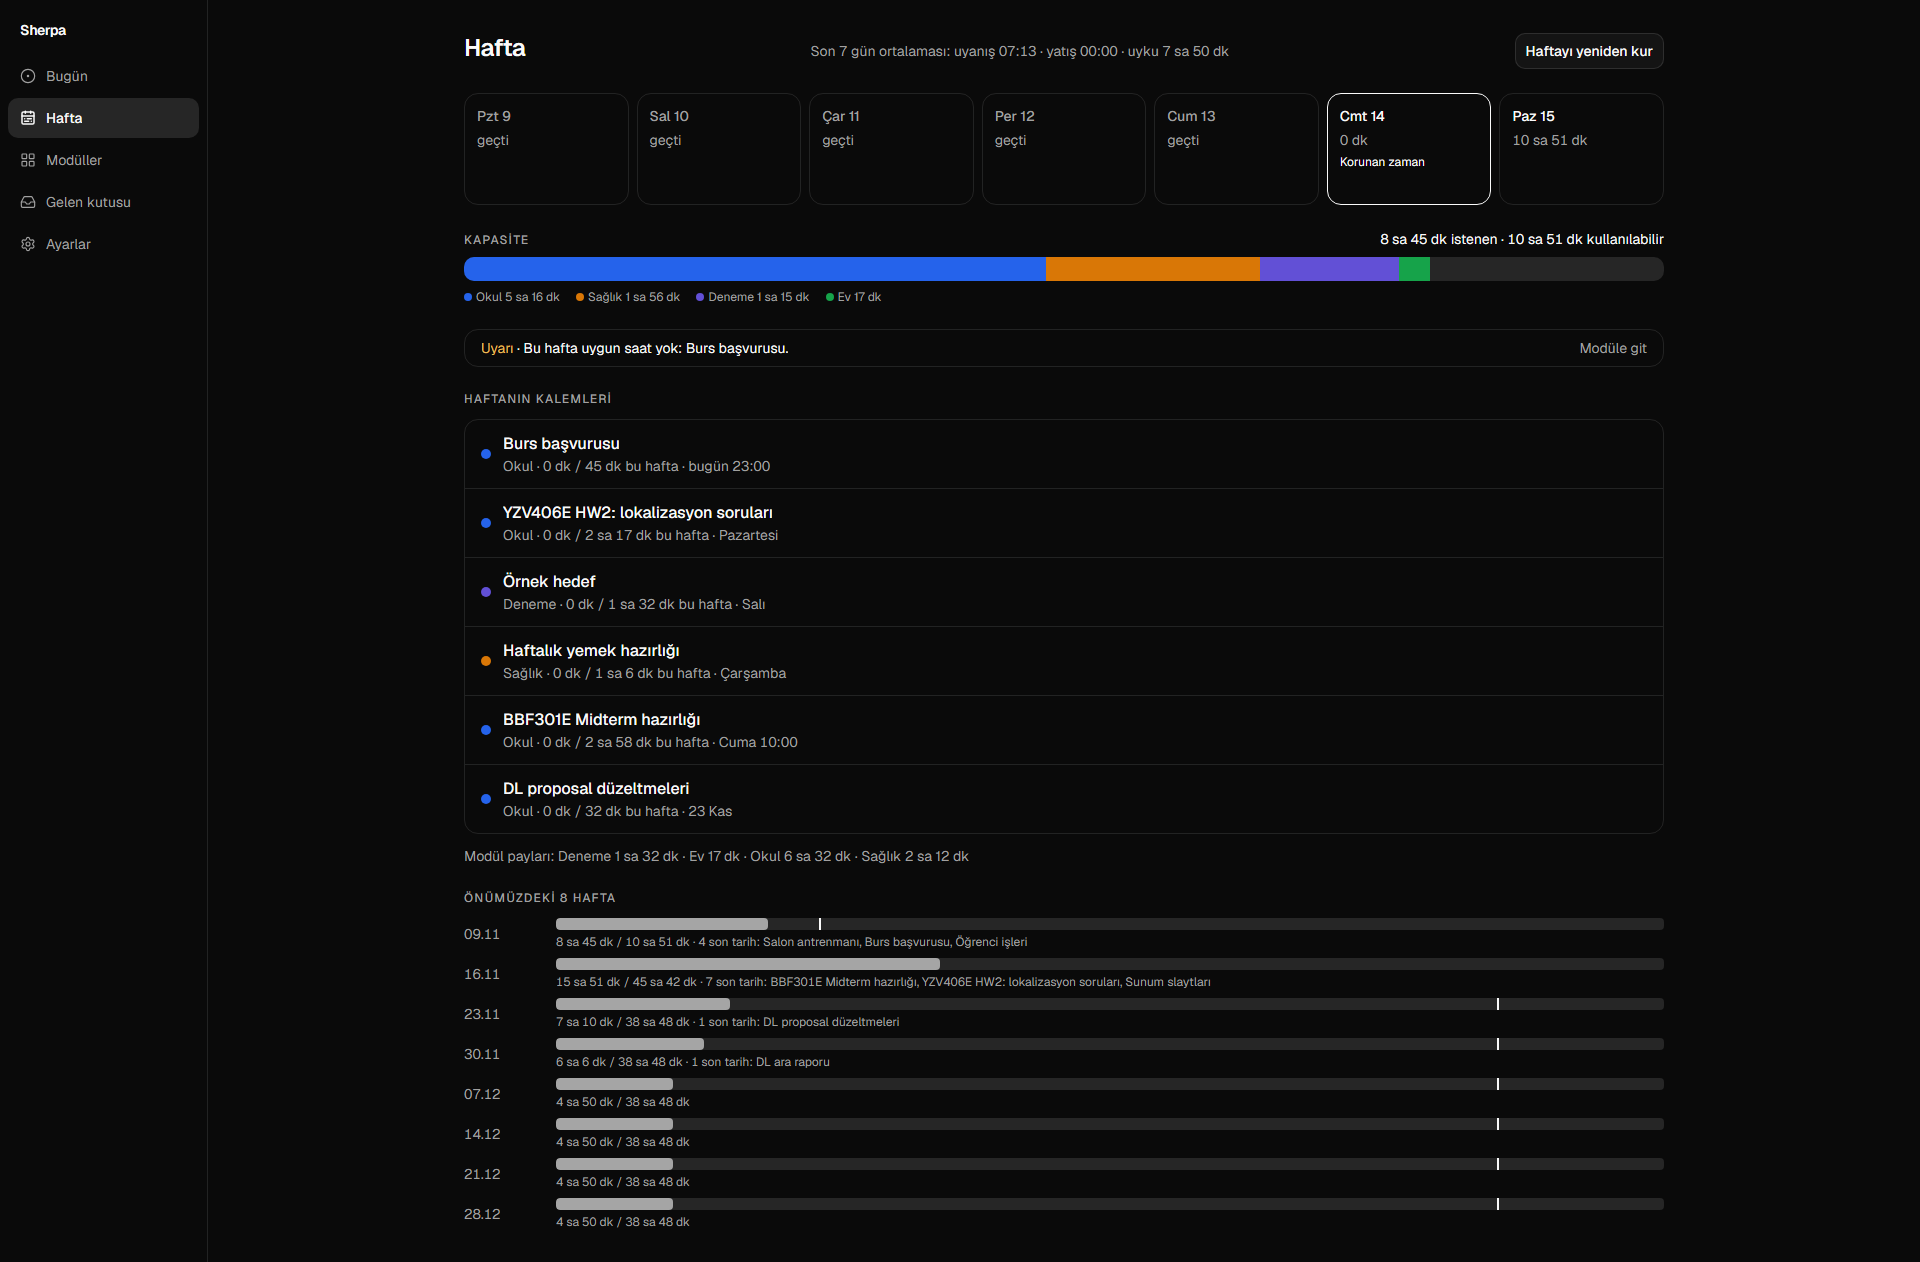 Sherpa
Bugün
Hafta
Modüller
Gelen kutusu
Ayarlar
Hafta
Son 7 gün ortalaması: uyanış 07:13 · yatış 00:00 · uyku 7 sa 50 dk
Haftayı yeniden kur
Pzt 9
geçti
Sal 10
geçti
Çar 11
geçti
Per 12
geçti
Cum 13
geçti
Cmt 14
0 dk
Korunan zaman
Paz 15
10 sa 51 dk
KAPASİTE
8 sa 45 dk istenen · 10 sa 51 dk kullanılabilir
Okul 5 sa 16 dk
Sağlık 1 sa 56 dk
Deneme 1 sa 15 dk
Ev 17 dk
Uyarı · Bu hafta uygun saat yok: Burs başvurusu.
Modüle git
HAFTANIN KALEMLERİ
Burs başvurusu
Okul · 0 dk / 45 dk bu hafta · bugün 23:00
YZV406E HW2: lokalizasyon soruları
Okul · 0 dk / 2 sa 17 dk bu hafta · Pazartesi
Örnek hedef
Deneme · 0 dk / 1 sa 32 dk bu hafta · Salı
Haftalık yemek hazırlığı
Sağlık · 0 dk / 1 sa 6 dk bu hafta · Çarşamba
BBF301E Midterm hazırlığı
Okul · 0 dk / 2 sa 58 dk bu hafta · Cuma 10:00
DL proposal düzeltmeleri
Okul · 0 dk / 32 dk bu hafta · 23 Kas
Modül payları: Deneme 1 sa 32 dk · Ev 17 dk · Okul 6 sa 32 dk · Sağlık 2 sa 12 dk
ÖNÜMÜZDEKİ 8 HAFTA
09.11
8 sa 45 dk / 10 sa 51 dk · 4 son tarih: Salon antrenmanı, Burs başvurusu, Öğrenci işleri
16.11
15 sa 51 dk / 45 sa 42 dk · 7 son tarih: BBF301E Midterm hazırlığı, YZV406E HW2: lokalizasyon soruları, Sunum slaytları
23.11
7 sa 10 dk / 38 sa 48 dk · 1 son tarih: DL proposal düzeltmeleri
30.11
6 sa 6 dk / 38 sa 48 dk · 1 son tarih: DL ara raporu
07.12
4 sa 50 dk / 38 sa 48 dk
14.12
4 sa 50 dk / 38 sa 48 dk
21.12
4 sa 50 dk / 38 sa 48 dk
28.12
4 sa 50 dk / 38 sa 48 dk